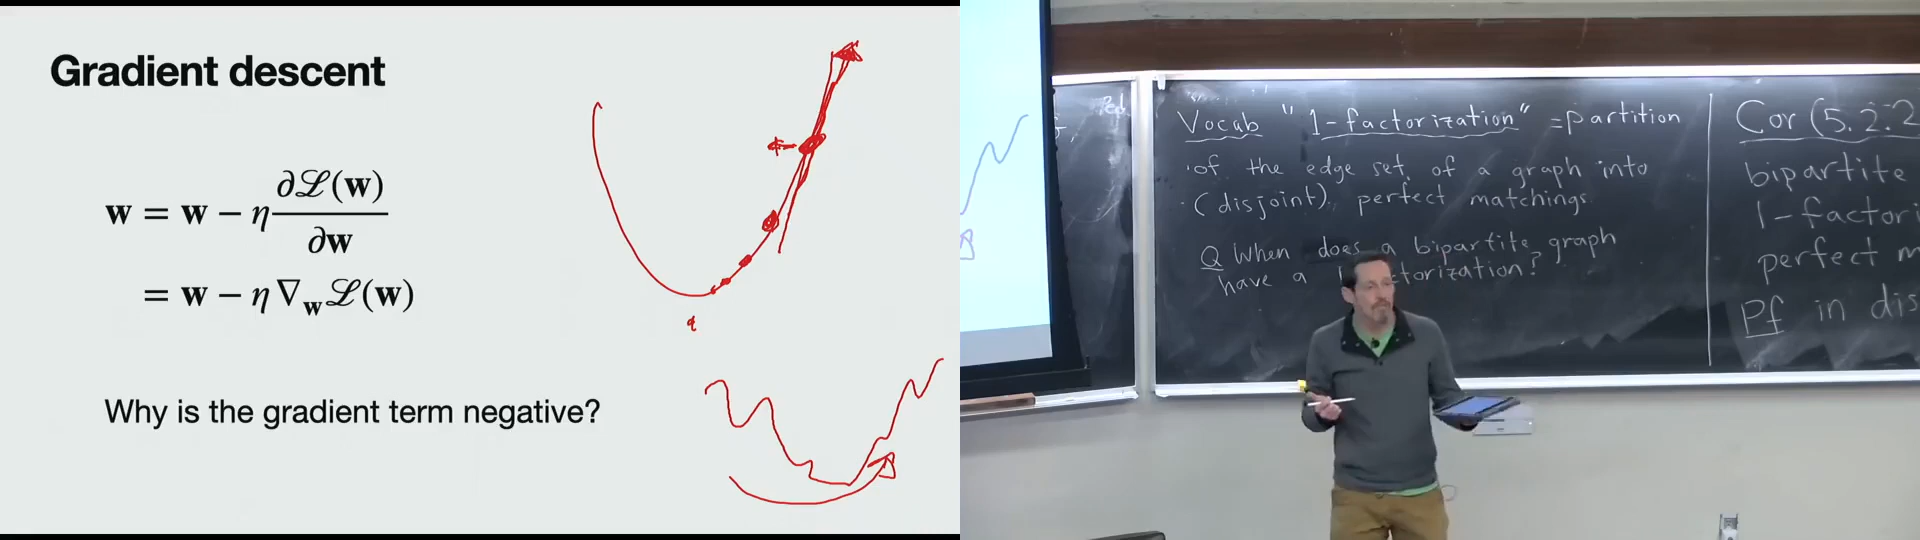 Gradient descent
w = w − η ∂ℒ(w) / ∂w
= w − η ∇w ℒ(w)
Why is the gradient term negative?
Vocab "1-factorization" = partition
of the edge set of a graph into
(disjoint) perfect matchings
Q When does a bipartite graph
have a torization?
Cor (5.2.2
bipartite
1-factori
perfect m
Pf in dis